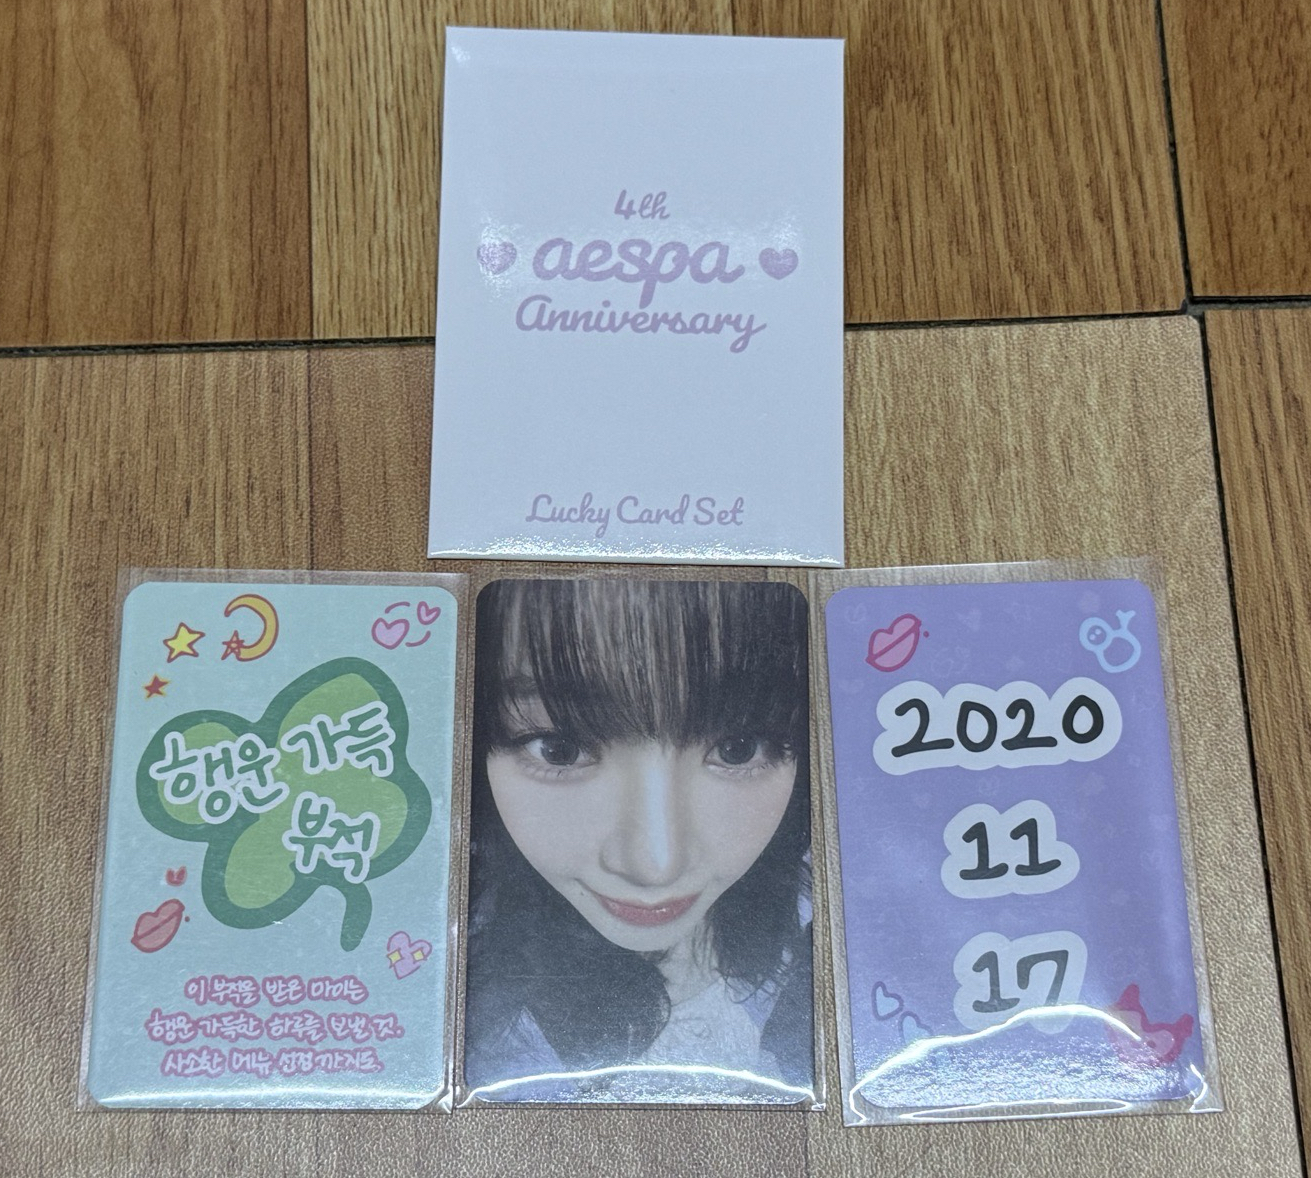 4th
aespa
Anniversary
Lucky Card Set
행운 가득
부적
이 부적을 받은 마이는
행운 가득한 하루를 보낼 것.
사소한 메뉴 선정까지도.
2020
11
17